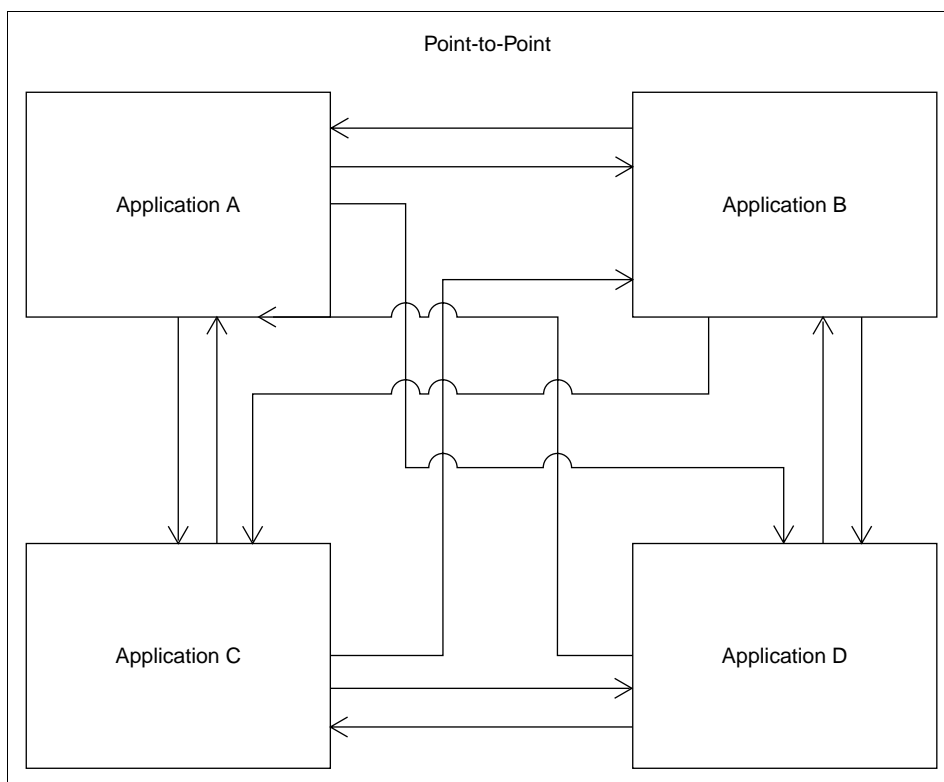 Point-to-Point
Application A
Application B
Application C
Application D